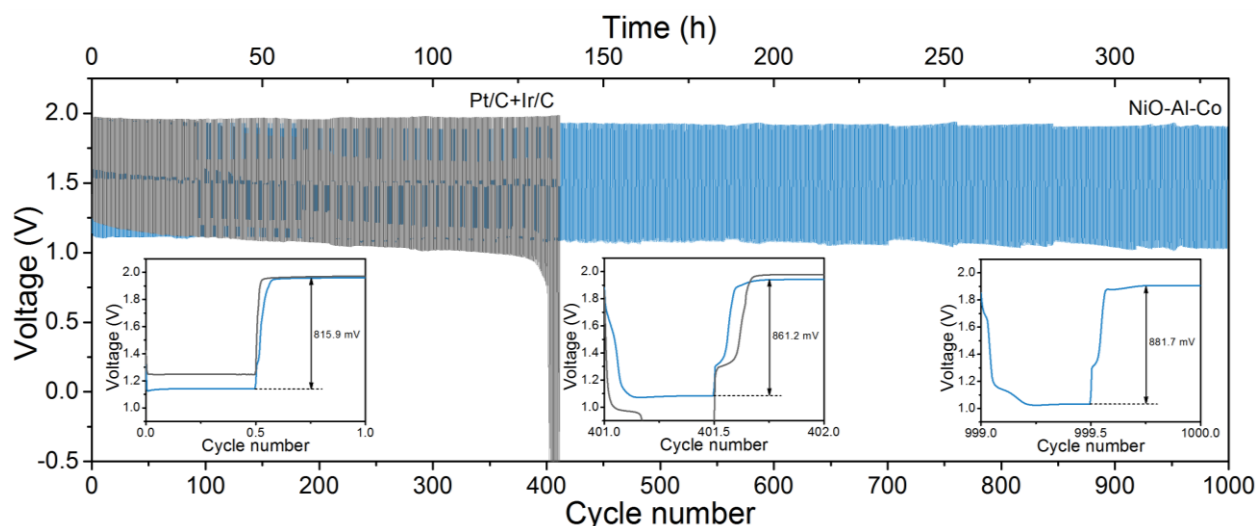 Time (h)
0 50 100 150 200 250 300
Pt/C+Ir/C
NiO-Al-Co
Voltage (V)
2.0
1.5
1.0
0.5
0.0
-0.5
Voltage (V)
2.0
1.8
1.6
1.4
1.2
1.0
815.9 mV
0.0 0.5 1.0
Cycle number
Voltage (V)
2.0
1.8
1.6
1.4
1.2
1.0
861.2 mV
401.0 401.5 402.0
Cycle number
Voltage (V)
2.0
1.8
1.6
1.4
1.2
1.0
881.7 mV
999.0 999.5 1000.0
Cycle number
0 100 200 300 400 500 600 700 800 900 1000
Cycle number